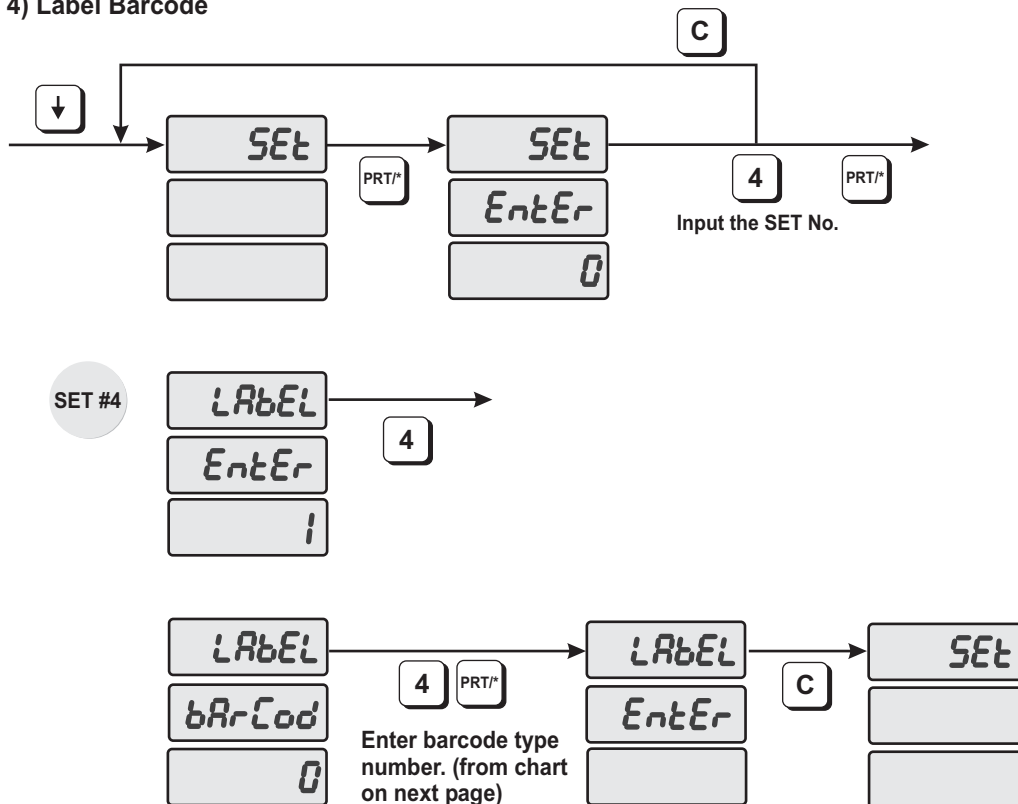 4) Label Barcode
C
↓
SEt
SEt
PRT/*
EntEr
4
PRT/*
Input the SET No.
0
SET #4
LAbEL
4
EntEr
1
LAbEL
LAbEL
SEt
4
PRT/*
C
bArCod
EntEr
Enter barcode type
number. (from chart
on next page)
0